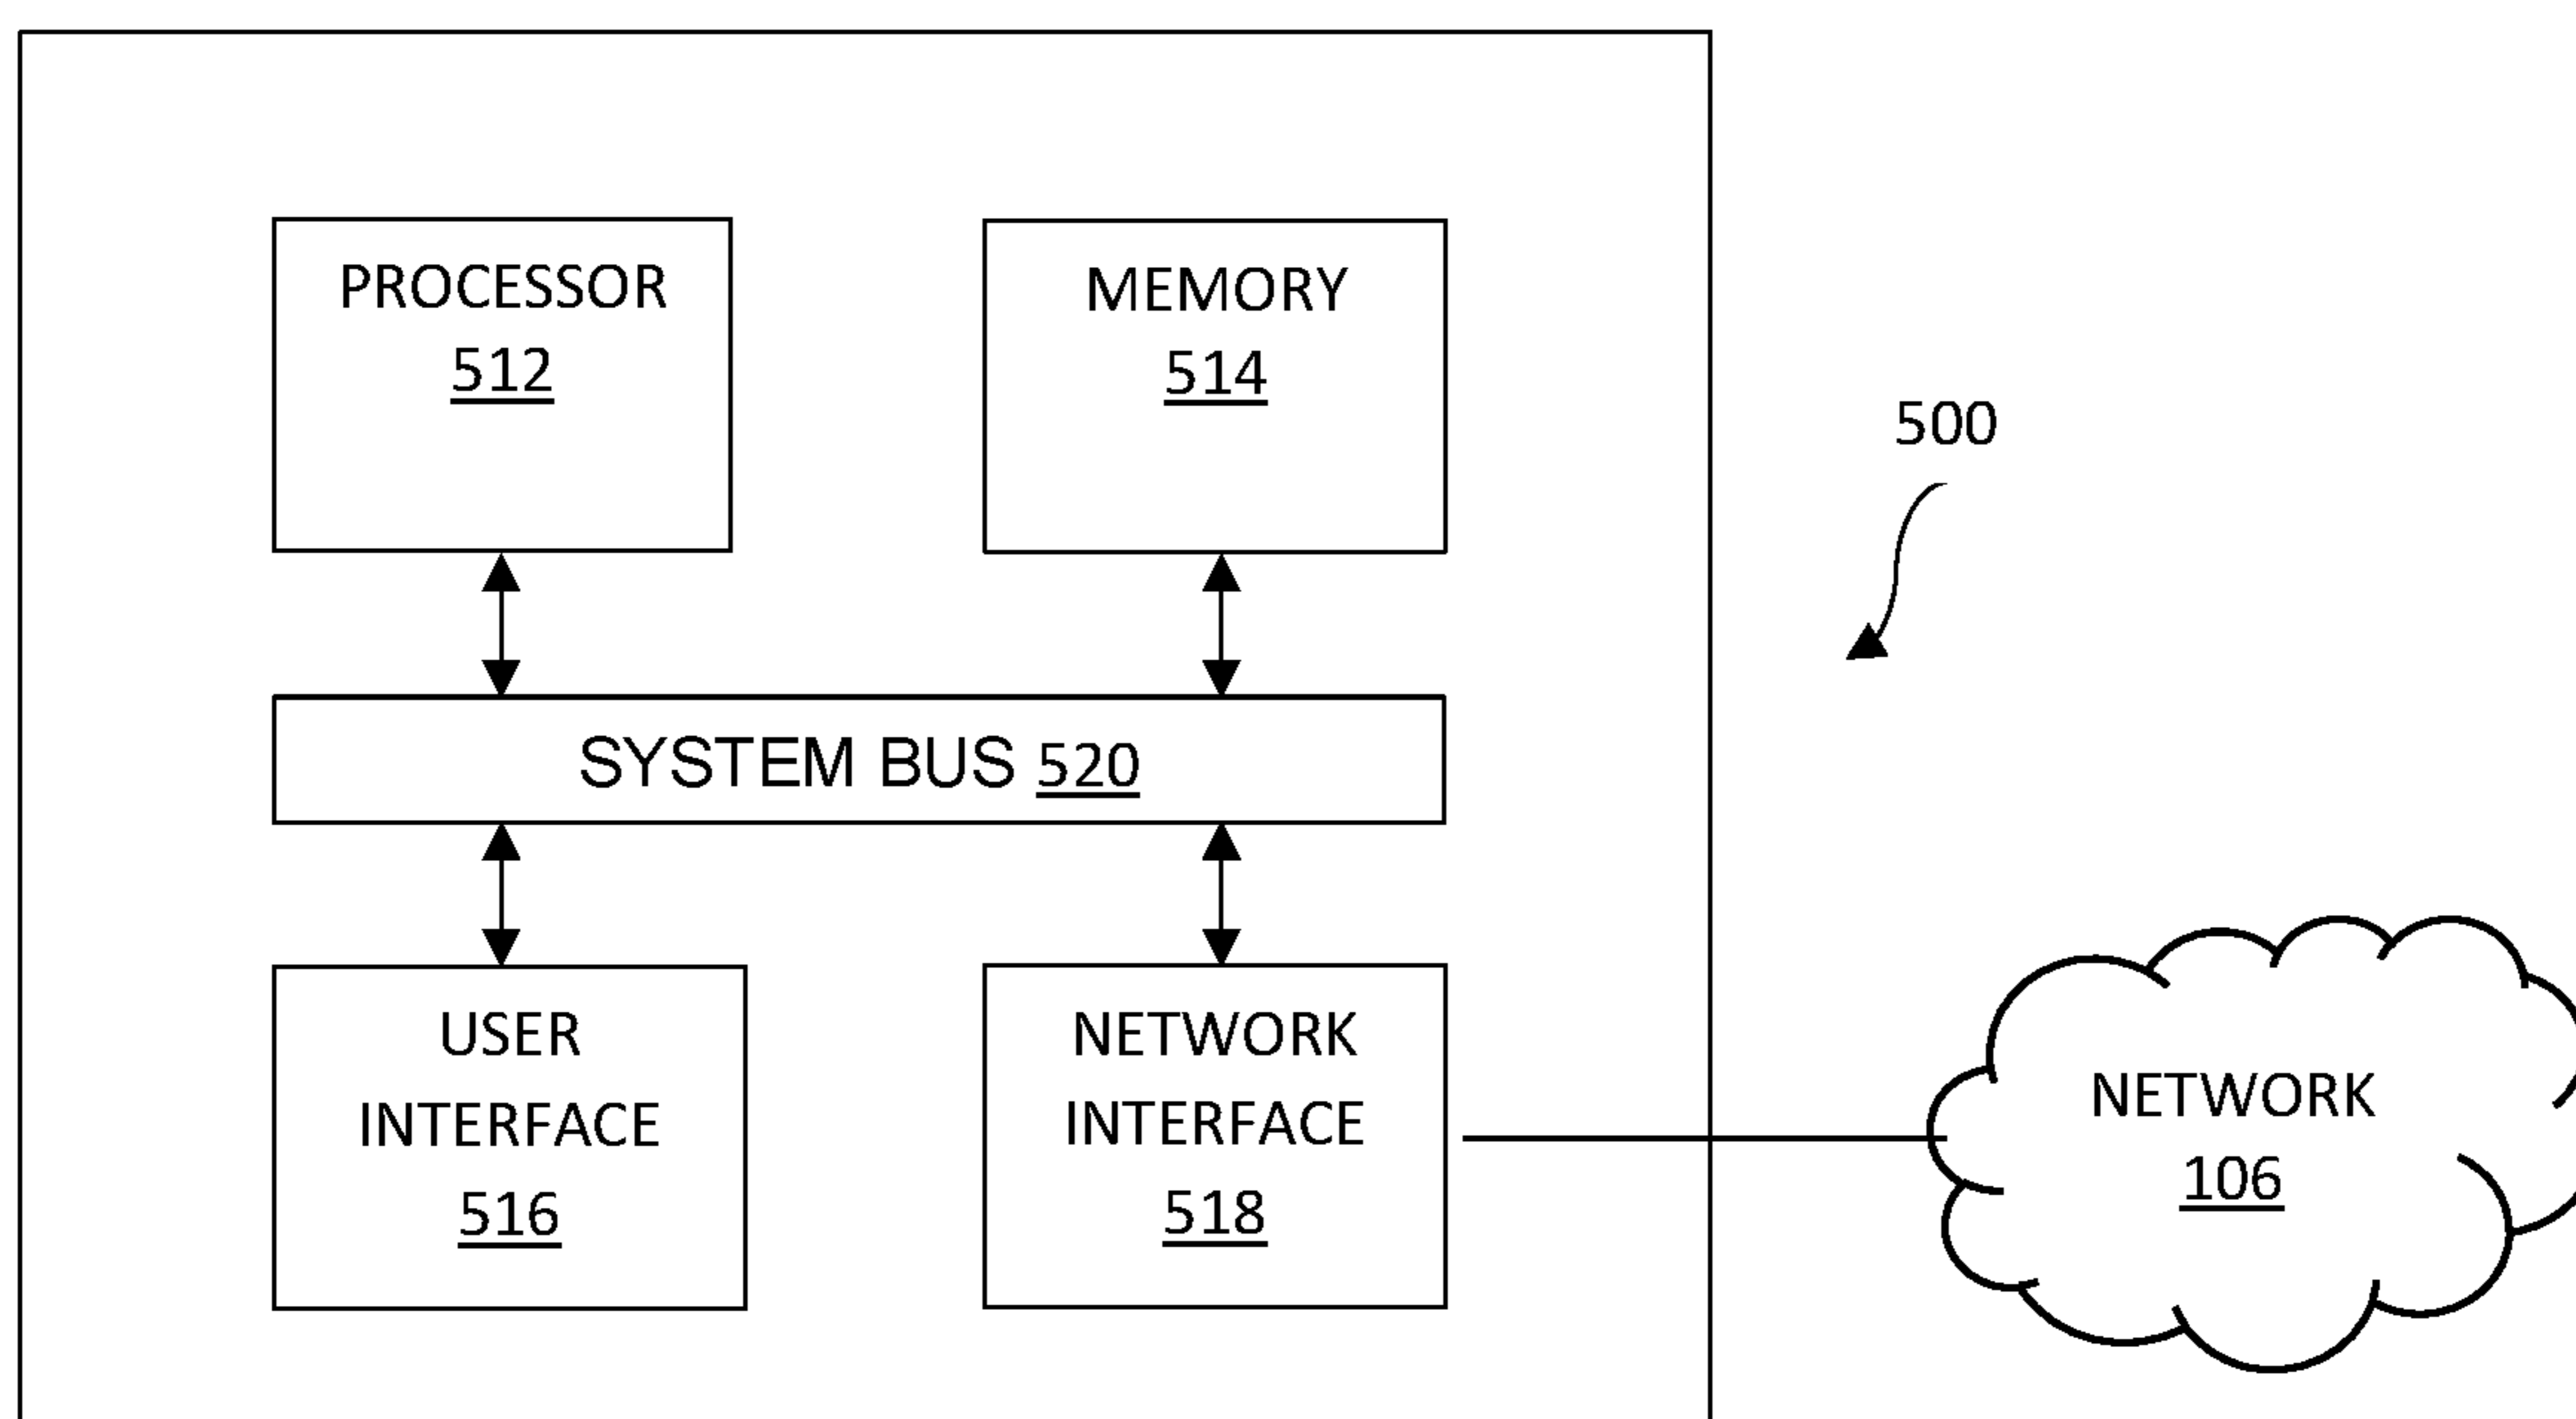 PROCESSOR
512
MEMORY
514
500
SYSTEM BUS 520
USER
INTERFACE
516
NETWORK
INTERFACE
518
NETWORK
106